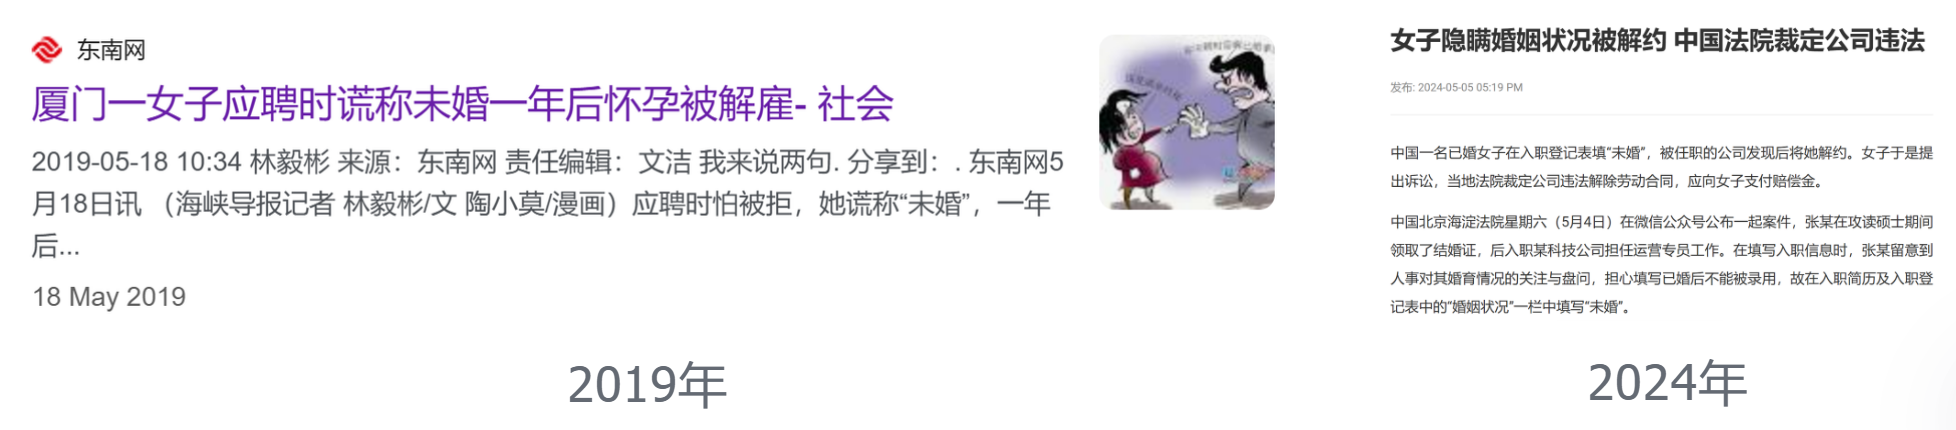 东南网
厦门一女子应聘时谎称未婚一年后怀孕被解雇- 社会
2019-05-18 10:34 林毅彬 来源：东南网 责任编辑：文洁 我来说两句. 分享到：. 东南网5
月18日讯 （海峡导报记者 林毅彬/文 陶小莫/漫画）应聘时怕被拒，她谎称“未婚”，一年
后...
18 May 2019
2019年
女子隐瞒婚姻状况被解约 中国法院裁定公司违法
发布: 2024-05-05 05:19 PM
中国一名已婚女子在入职登记表填“未婚”，被任职的公司发现后将她解约。女子于是提
出诉讼，当地法院裁定公司违法解除劳动合同，应向女子支付赔偿金。
中国北京海淀法院星期六（5月4日）在微信公众号公布一起案件，张某在攻读硕士期间
领取了结婚证，后入职某科技公司担任运营专员工作。在填写入职信息时，张某留意到
人事对其婚育情况的关注与盘问，担心填写已婚后不能被录用，故在入职简历及入职登
记表中的“婚姻状况”一栏中填写“未婚”。
2024年